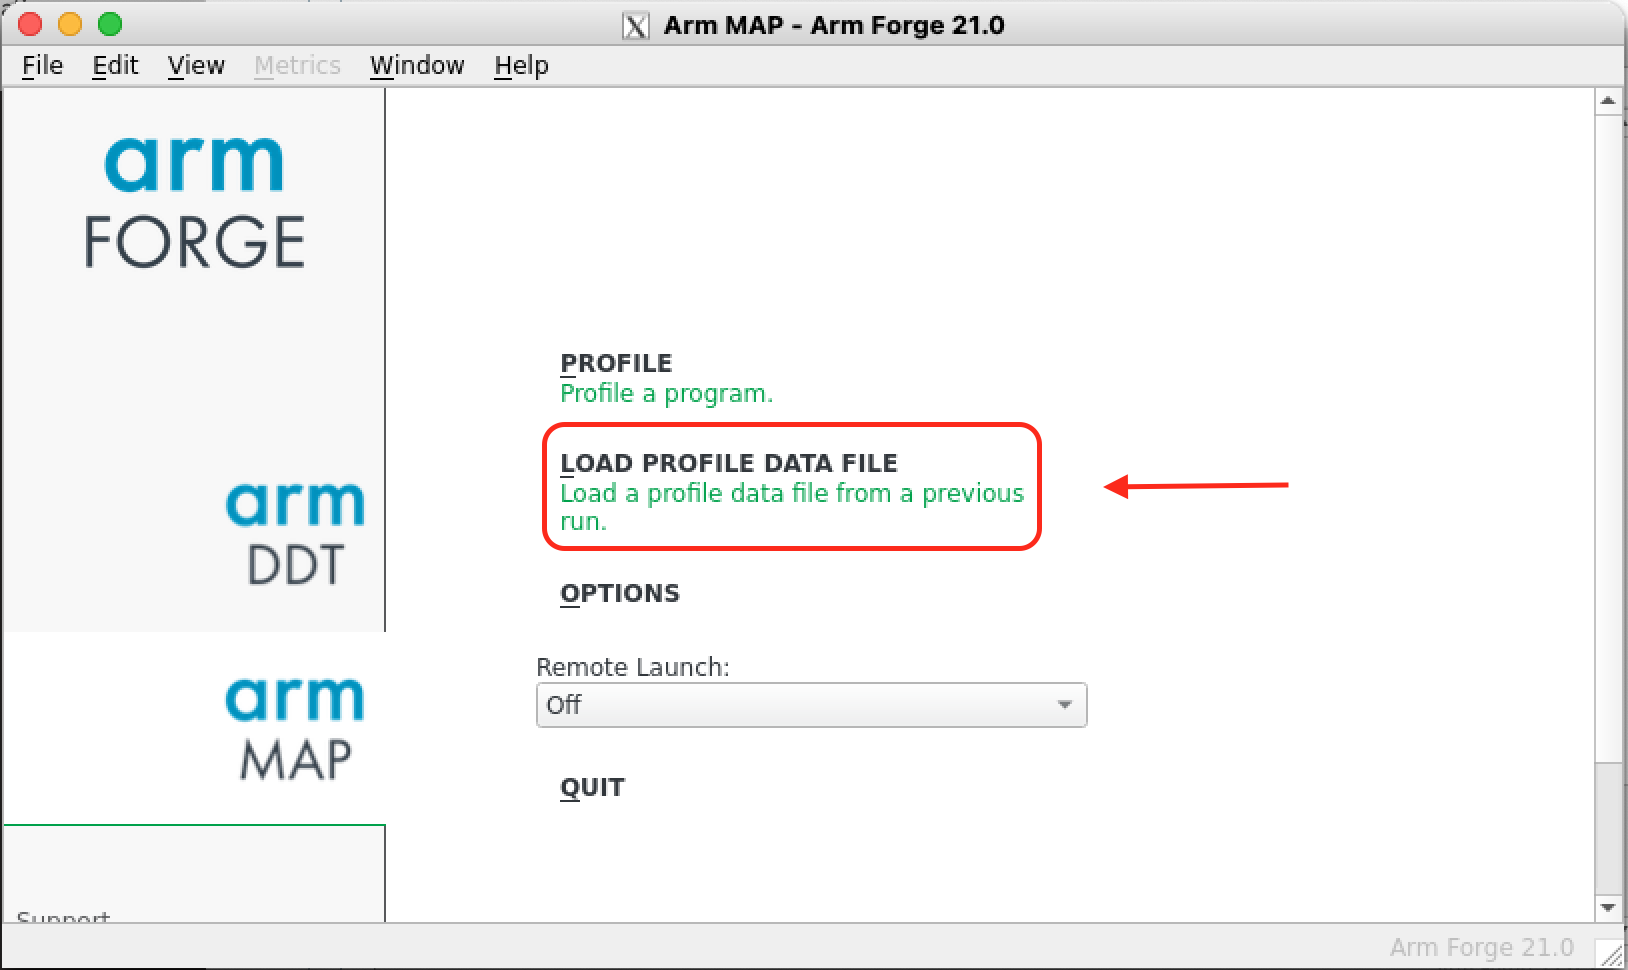 Arm MAP - Arm Forge 21.0
File Edit View Metrics Window Help
arm
FORGE
arm
DDT
arm
MAP
Support
PROFILE
Profile a program.
LOAD PROFILE DATA FILE
Load a profile data file from a previous
run.
OPTIONS
Remote Launch:
Off
QUIT
Arm Forge 21.0